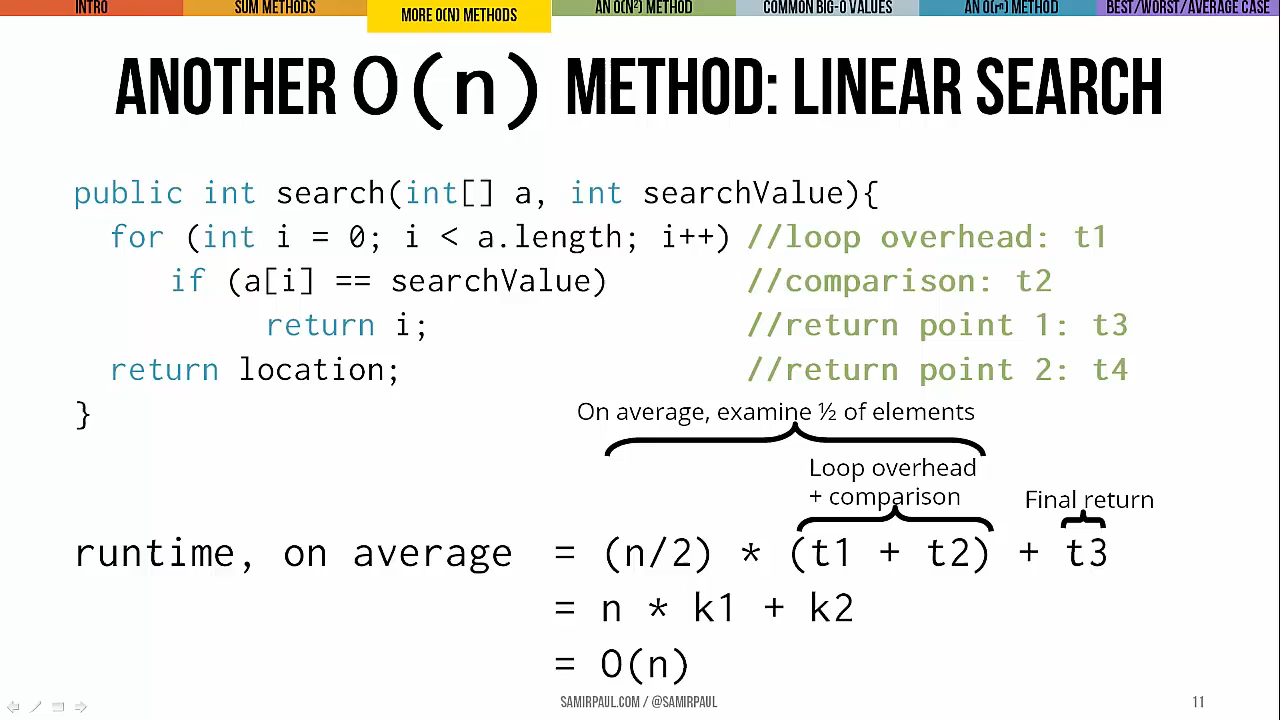 INTRO
SUM METHODS
MORE O(N) METHODS
AN O(N²) METHOD
COMMON BIG-O VALUES
AN O(rⁿ) METHOD
BEST/WORST/AVERAGE CASE
ANOTHER O(n) METHOD: LINEAR SEARCH
public int search(int[] a, int searchValue){
for (int i = 0; i < a.length; i++) //loop overhead: t1
if (a[i] == searchValue) //comparison: t2
return i; //return point 1: t3
return location; //return point 2: t4
}
On average, examine ½ of elements
Loop overhead
+ comparison
Final return
runtime, on average = (n/2) * (t1 + t2) + t3
= n * k1 + k2
= O(n)
SAMIRPAUL.COM / @SAMIRPAUL
11